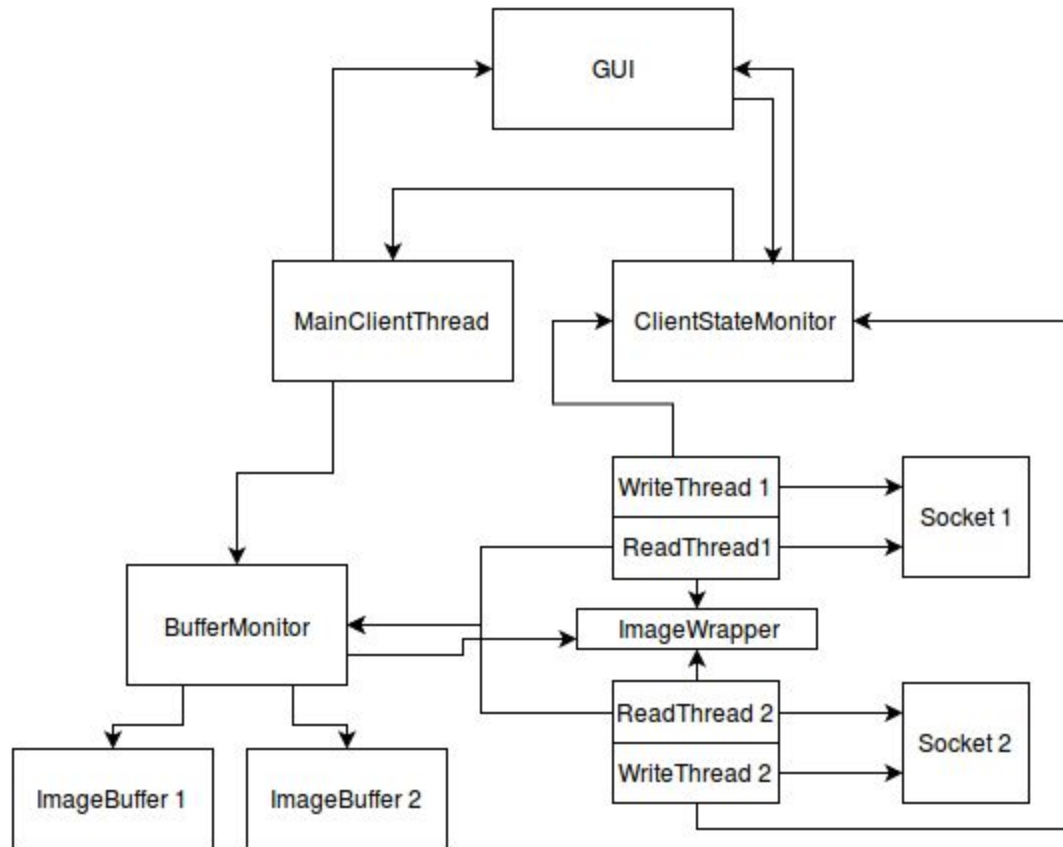 GUI
MainClientThread
ClientStateMonitor
WriteThread 1
Socket 1
ReadThread1
BufferMonitor
ImageWrapper
ReadThread 2
Socket 2
WriteThread 2
ImageBuffer 1
ImageBuffer 2